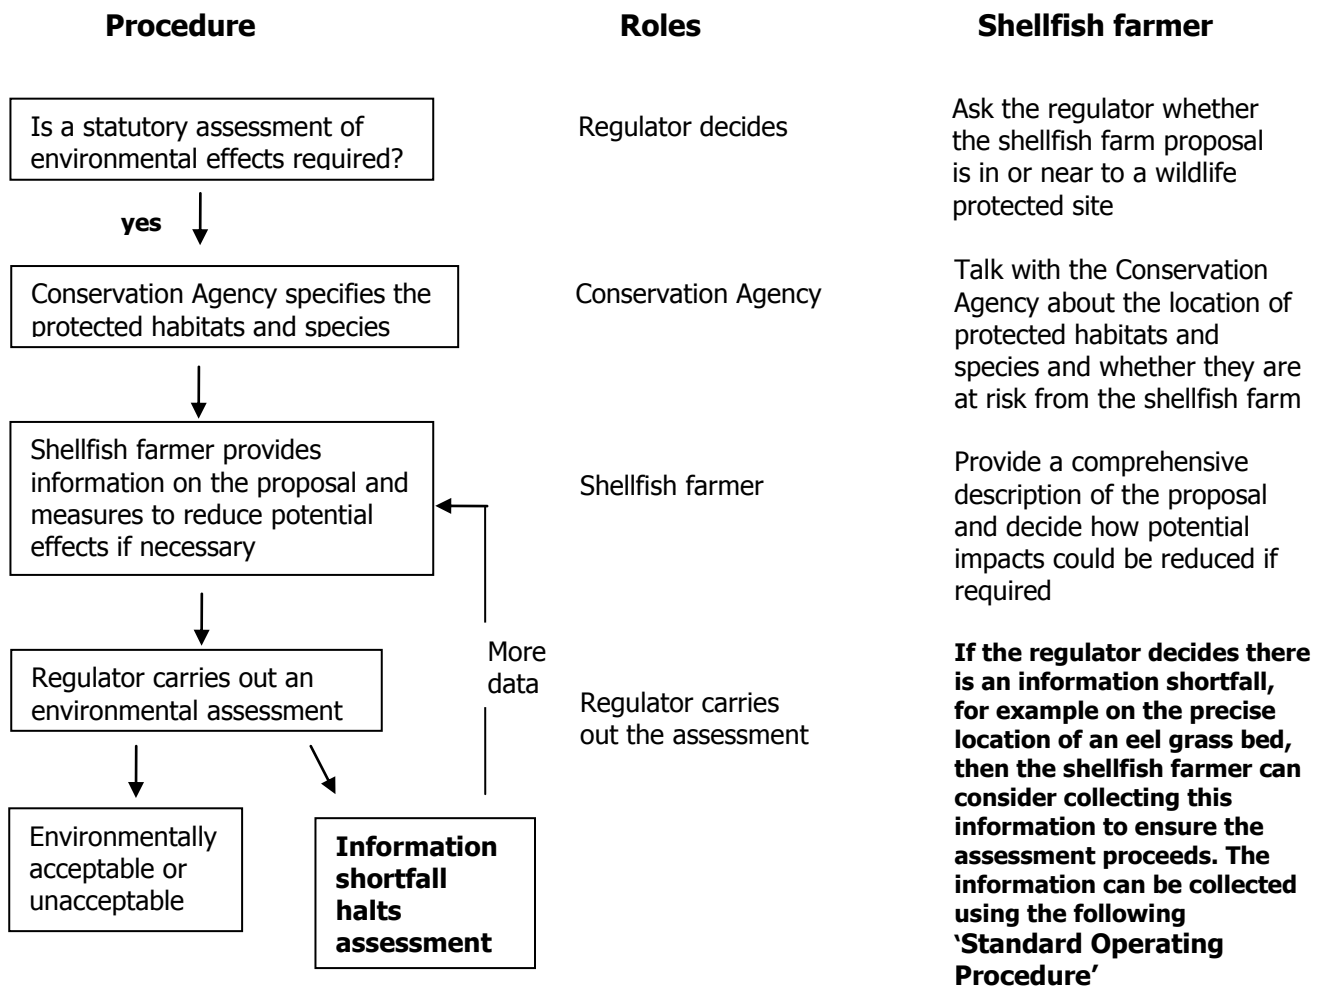 Procedure
Roles
Shellfish farmer
Is a statutory assessment of
environmental effects required?
Regulator decides
Ask the regulator whether
the shellfish farm proposal
is in or near to a wildlife
protected site
yes
Conservation Agency specifies the
protected habitats and species
Conservation Agency
Talk with the Conservation
Agency about the location of
protected habitats and
species and whether they are
at risk from the shellfish farm
Shellfish farmer provides
information on the proposal and
measures to reduce potential
effects if necessary
Shellfish farmer
Provide a comprehensive
description of the proposal
and decide how potential
impacts could be reduced if
required
More
data
Regulator carries out an
environmental assessment
Regulator carries
out the assessment
If the regulator decides there
is an information shortfall,
for example on the precise
location of an eel grass bed,
then the shellfish farmer can
consider collecting this
information to ensure the
assessment proceeds. The
information can be collected
using the following
‘Standard Operating
Procedure’
Environmentally
acceptable or
unacceptable
Information
shortfall
halts
assessment